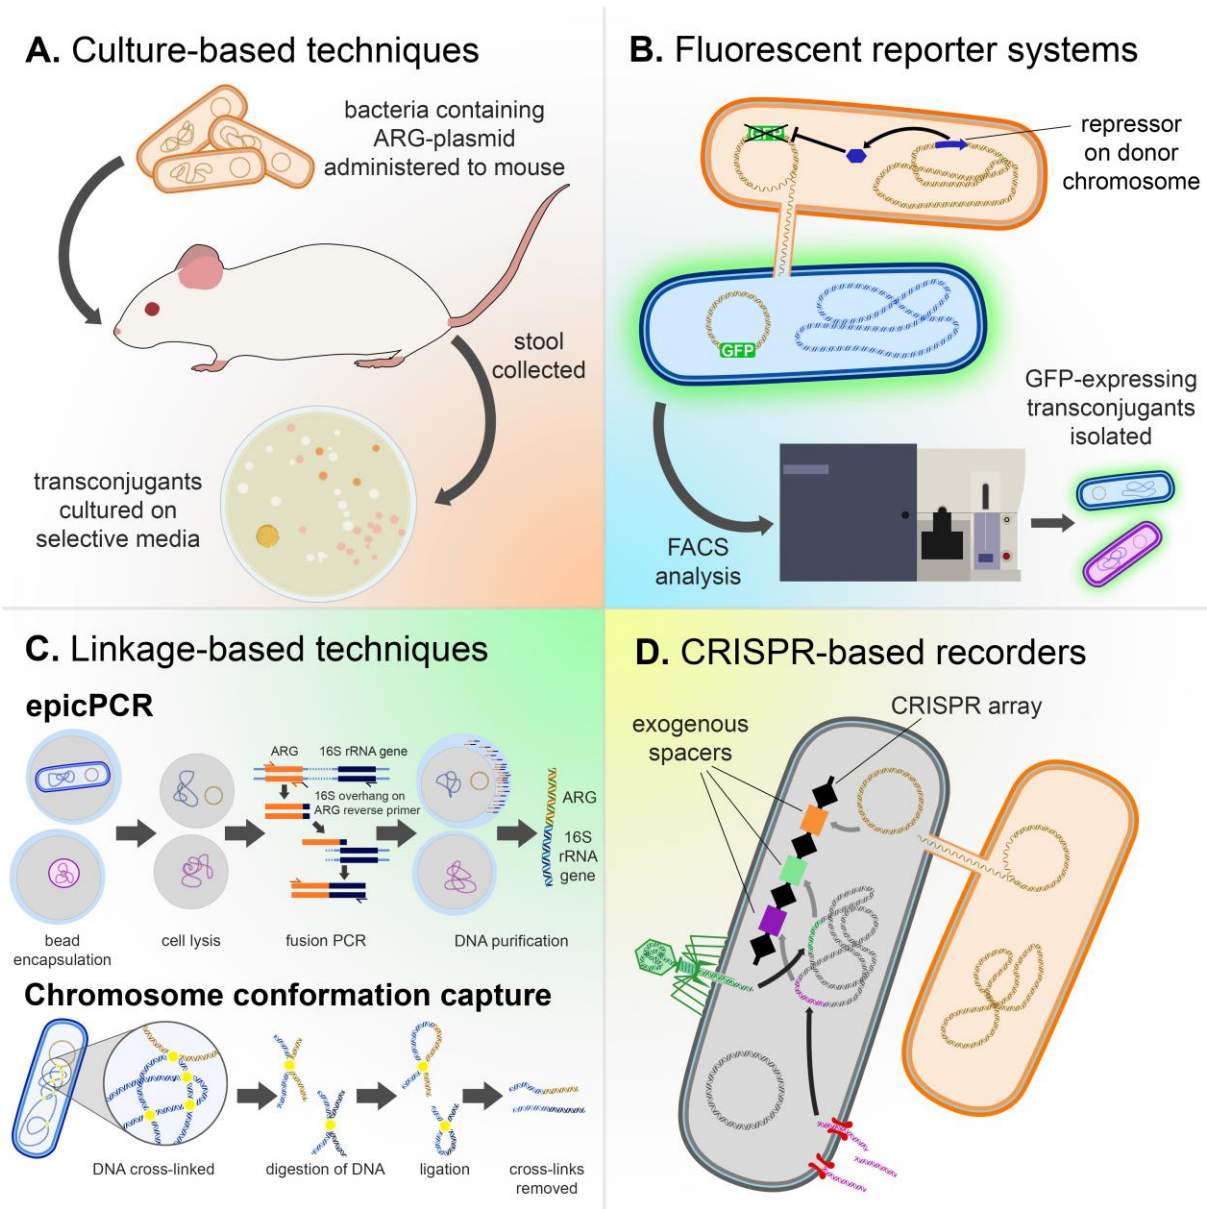 A. Culture-based techniques
bacteria containing
ARG-plasmid
administered to mouse
stool
collected
transconjugants
cultured on
selective media
B. Fluorescent reporter systems
GFP
repressor
on donor
chromosome
GFP
GFP-expressing
transconjugants
isolated
FACS
analysis
C. Linkage-based techniques
epicPCR
ARG
16S rRNA gene
16S overhang on
ARG reverse primer
ARG
16S
rRNA
gene
bead
encapsulation
cell lysis
fusion PCR
DNA purification
Chromosome conformation capture
DNA cross-linked
digestion of DNA
ligation
cross-links
removed
D. CRISPR-based recorders
exogenous
spacers
CRISPR array